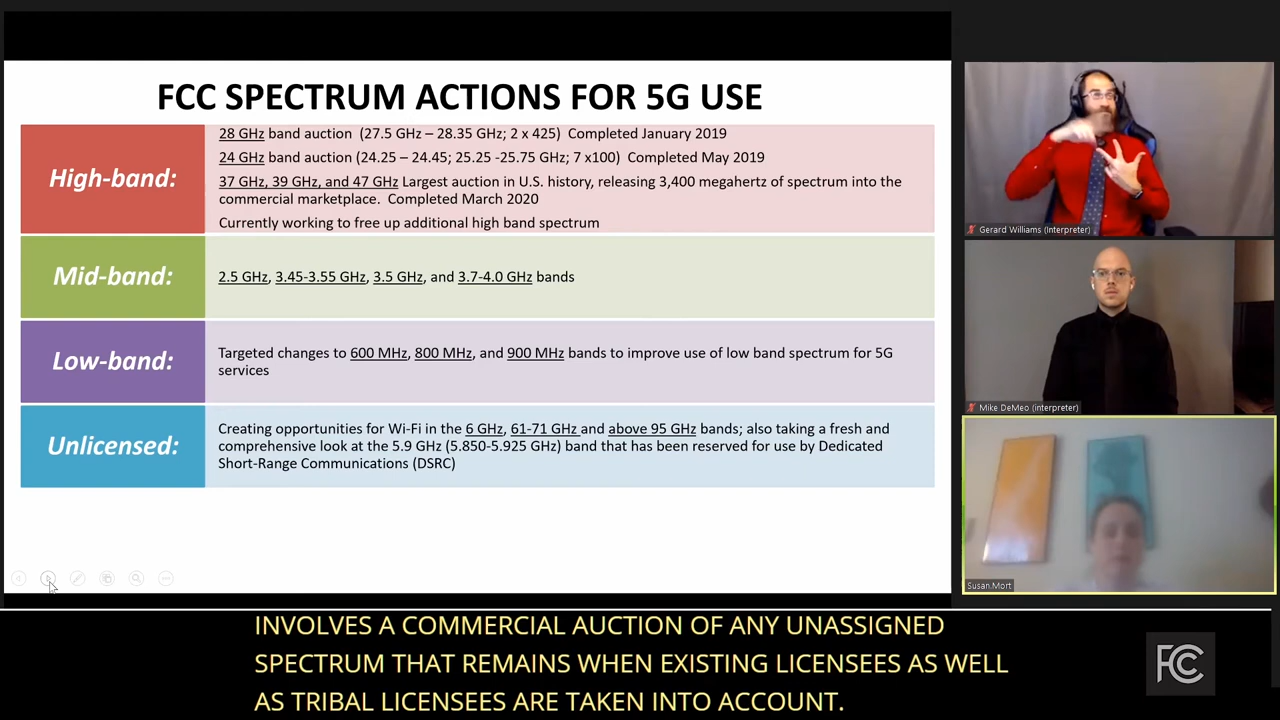 FCC SPECTRUM ACTIONS FOR 5G USE
High-band:
28 GHz band auction (27.5 GHz – 28.35 GHz; 2 x 425) Completed January 2019
24 GHz band auction (24.25 – 24.45; 25.25 -25.75 GHz; 7 x100) Completed May 2019
37 GHz, 39 GHz, and 47 GHz Largest auction in U.S. history, releasing 3,400 megahertz of spectrum into the
commercial marketplace. Completed March 2020
Currently working to free up additional high band spectrum
Mid-band:
2.5 GHz, 3.45-3.55 GHz, 3.5 GHz, and 3.7-4.0 GHz bands
Low-band:
Targeted changes to 600 MHz, 800 MHz, and 900 MHz bands to improve use of low band spectrum for 5G
services
Unlicensed:
Creating opportunities for Wi-Fi in the 6 GHz, 61-71 GHz and above 95 GHz bands; also taking a fresh and
comprehensive look at the 5.9 GHz (5.850-5.925 GHz) band that has been reserved for use by Dedicated
Short-Range Communications (DSRC)
Gerard Williams (Interpreter)
Mike DeMeo (interpreter)
Susan.Mort
INVOLVES A COMMERCIAL AUCTION OF ANY UNASSIGNED
SPECTRUM THAT REMAINS WHEN EXISTING LICENSEES AS WELL
AS TRIBAL LICENSEES ARE TAKEN INTO ACCOUNT.
FCC